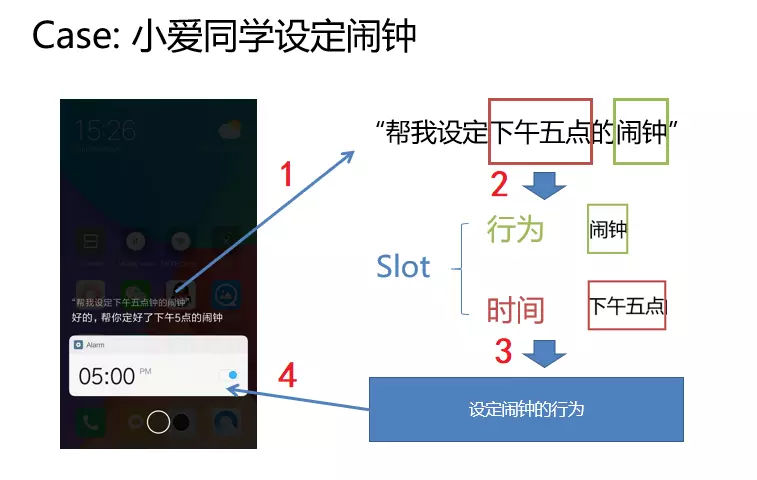 Case: 小爱同学设定闹钟
15:26
“帮我设定下午五点钟的闹钟”
好的，帮你定好了下午5点的闹钟
Alarm
05:00 PM
1
“帮我设定下午五点的闹钟”
2
Slot
行为
闹钟
时间
下午五点
3
4
设定闹钟的行为